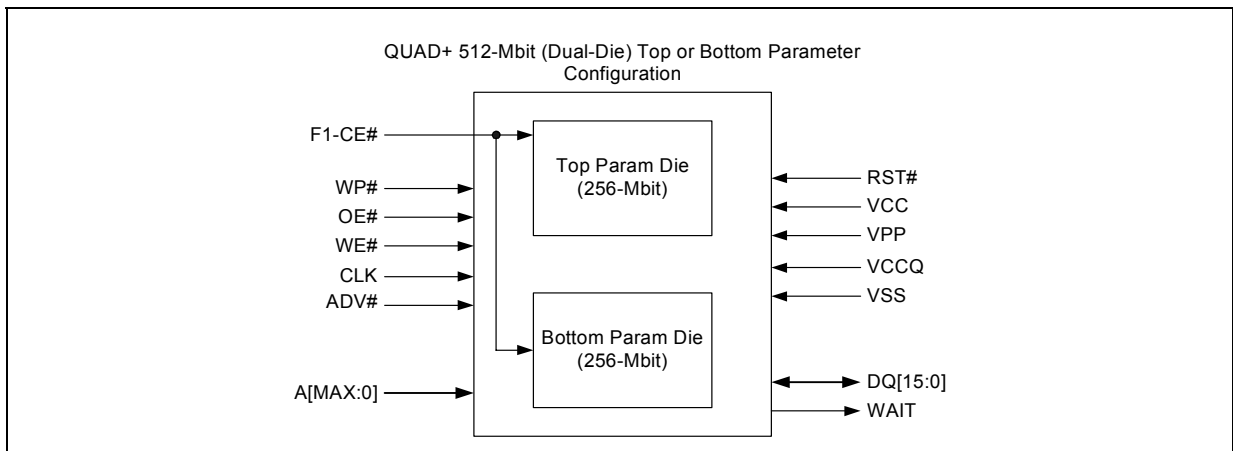 QUAD+ 512-Mbit (Dual-Die) Top or Bottom Parameter
Configuration
F1-CE#
WP#
OE#
WE#
CLK
ADV#
A[MAX:0]
Top Param Die
(256-Mbit)
Bottom Param Die
(256-Mbit)
RST#
VCC
VPP
VCCQ
VSS
DQ[15:0]
WAIT